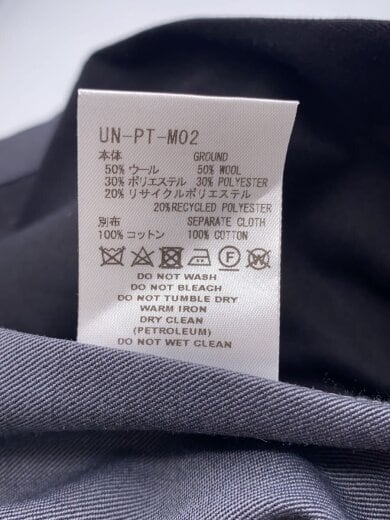 UN-PT-M02
本体 GROUND
50% ウール 50% WOOL
30% ポリエステル 30% POLYESTER
20% リサイクルポリエステル
20%RECYCLED POLYESTER
別布 SEPARATE CLOTH
100% コットン 100% COTTON
DO NOT WASH
DO NOT BLEACH
DO NOT TUMBLE DRY
WARM IRON
DRY CLEAN
(PETROLEUM)
DO NOT WET CLEAN